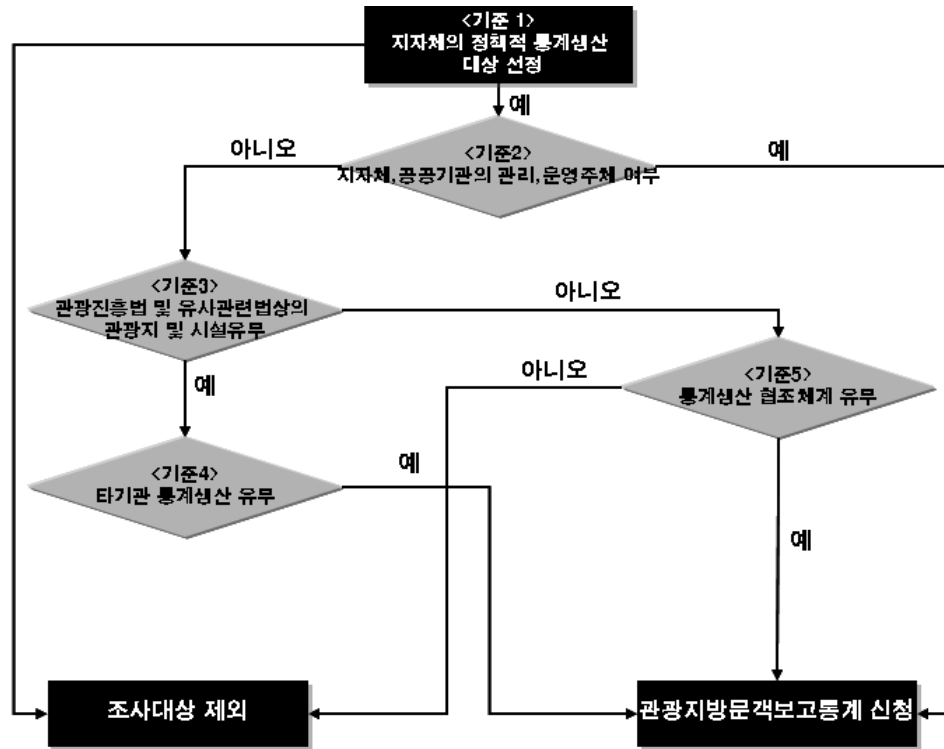 <기준 1>
지자체의 정책적 통계생산
대상 선정
예
아니오
<기준2>
예
지자체,공공기관의 관리,운영주체 여부
<기준3>
관광진흥법 및 유사관련법상의
관광지 및 시설유무
아니오
예
아니오
<기준5>
통계생산 협조체계 유무
<기준4>
타기관 통계생산 유무
예
예
조사대상 제외
관광지방문객보고통계 신청